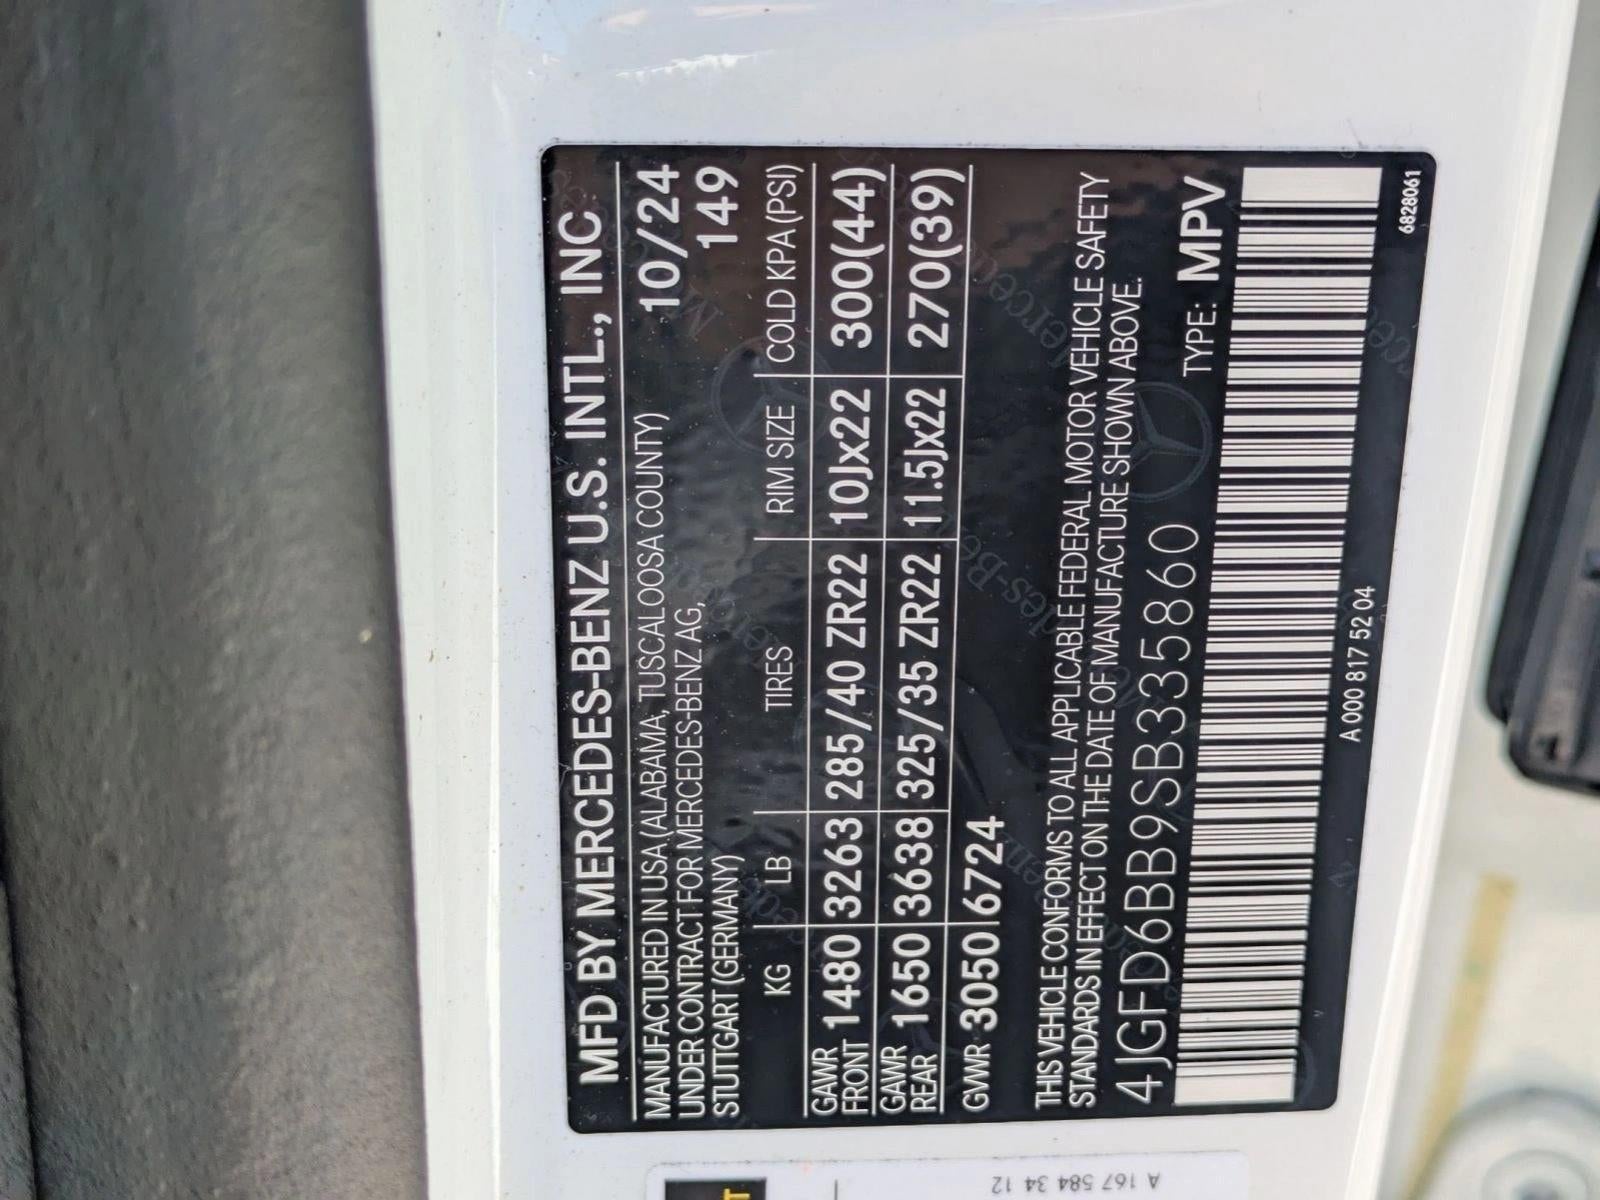 MFD BY MERCEDES-BENZ U.S. INTL., INC
MANUFACTURED IN USA (ALABAMA, TUSCALOOSA COUNTY) 10/24
UNDER CONTRACT FOR MERCEDES-BENZ AG, 149
STUTTGART (GERMANY)
KG LB TIRES RIM SIZE COLD KPA (PSI)
GAWR FRONT 1480 3263 285/40 ZR22 10Jx22 300(44)
GAWR REAR 1650 3638 325/35 ZR22 11.5Jx22 270(39)
GVWR 3050 6724
THIS VEHICLE CONFORMS TO ALL APPLICABLE FEDERAL MOTOR VEHICLE SAFETY
STANDARDS IN EFFECT ON THE DATE OF MANUFACTURE SHOWN ABOVE.
4JGFD6BB9SB335860 TYPE: MPV
A 000 817 52 04
6828061
A 167 584 34 12